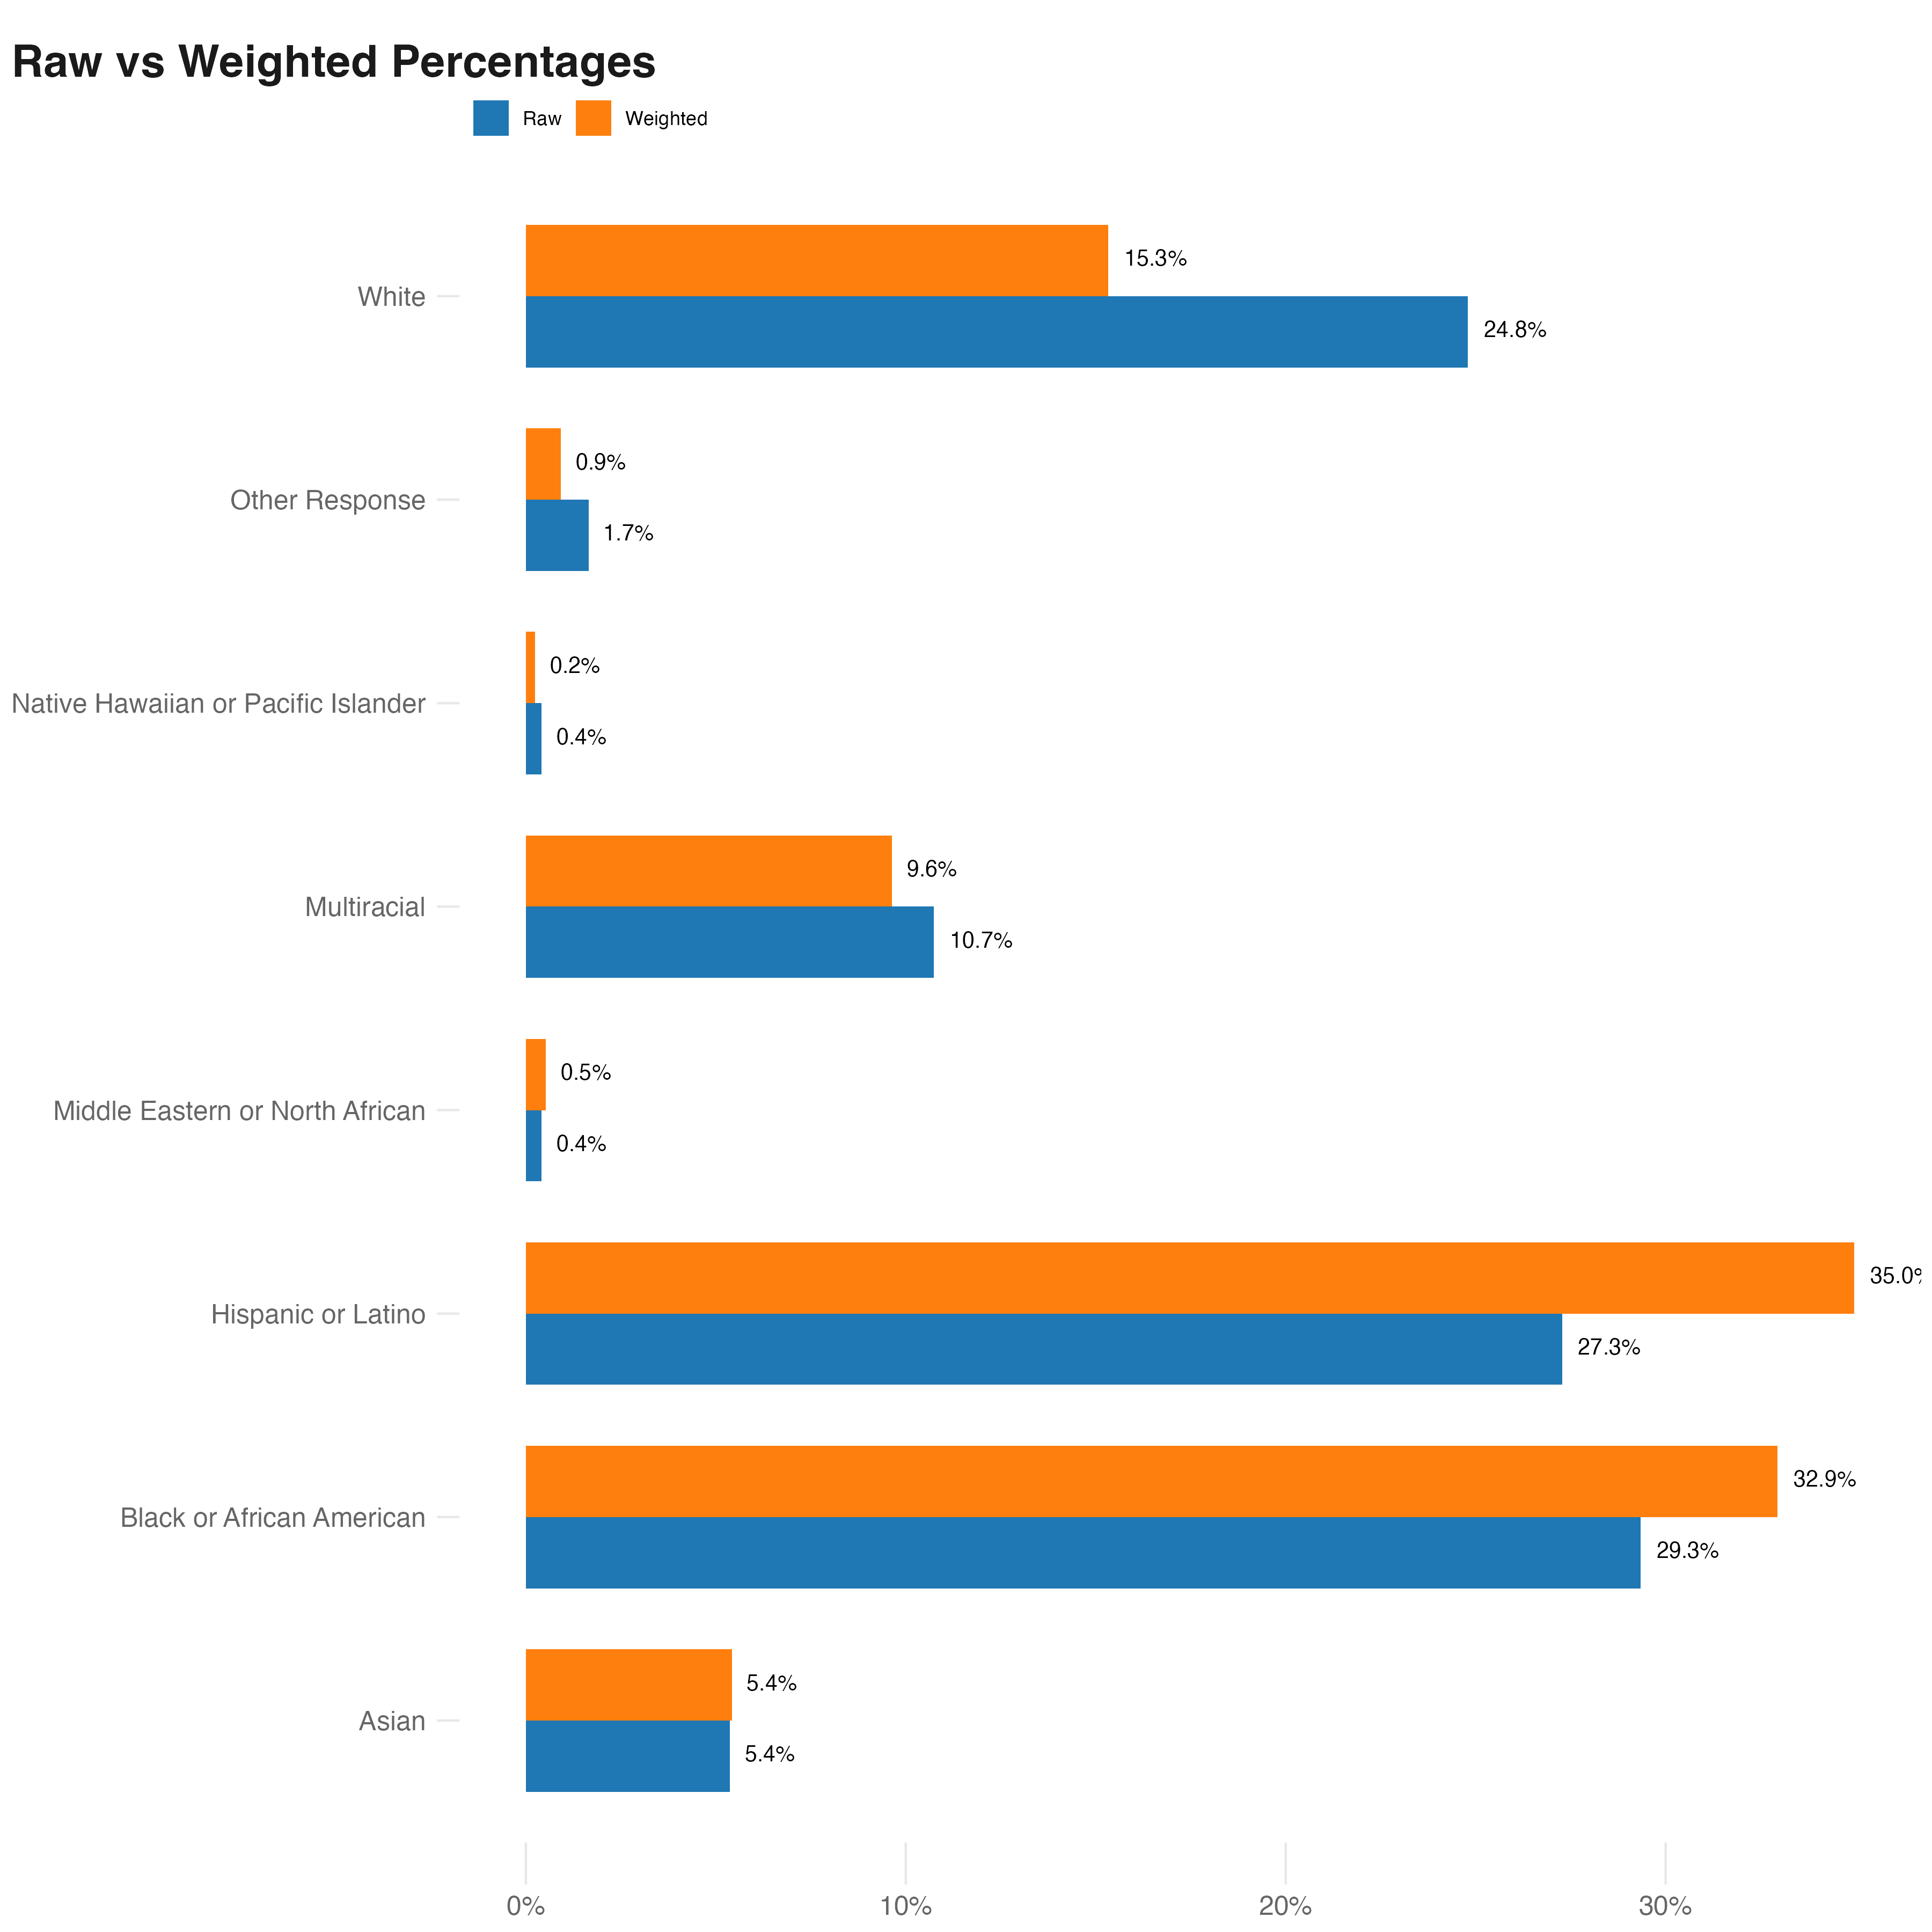 Raw vs Weighted Percentages
Raw Weighted
White
15.3%
24.8%
Other Response
0.9%
1.7%
Native Hawaiian or Pacific Islander
0.2%
0.4%
Multiracial
9.6%
10.7%
Middle Eastern or North African
0.5%
0.4%
Hispanic or Latino
35.0%
27.3%
Black or African American
32.9%
29.3%
Asian
5.4%
5.4%
0% 10% 20% 30%